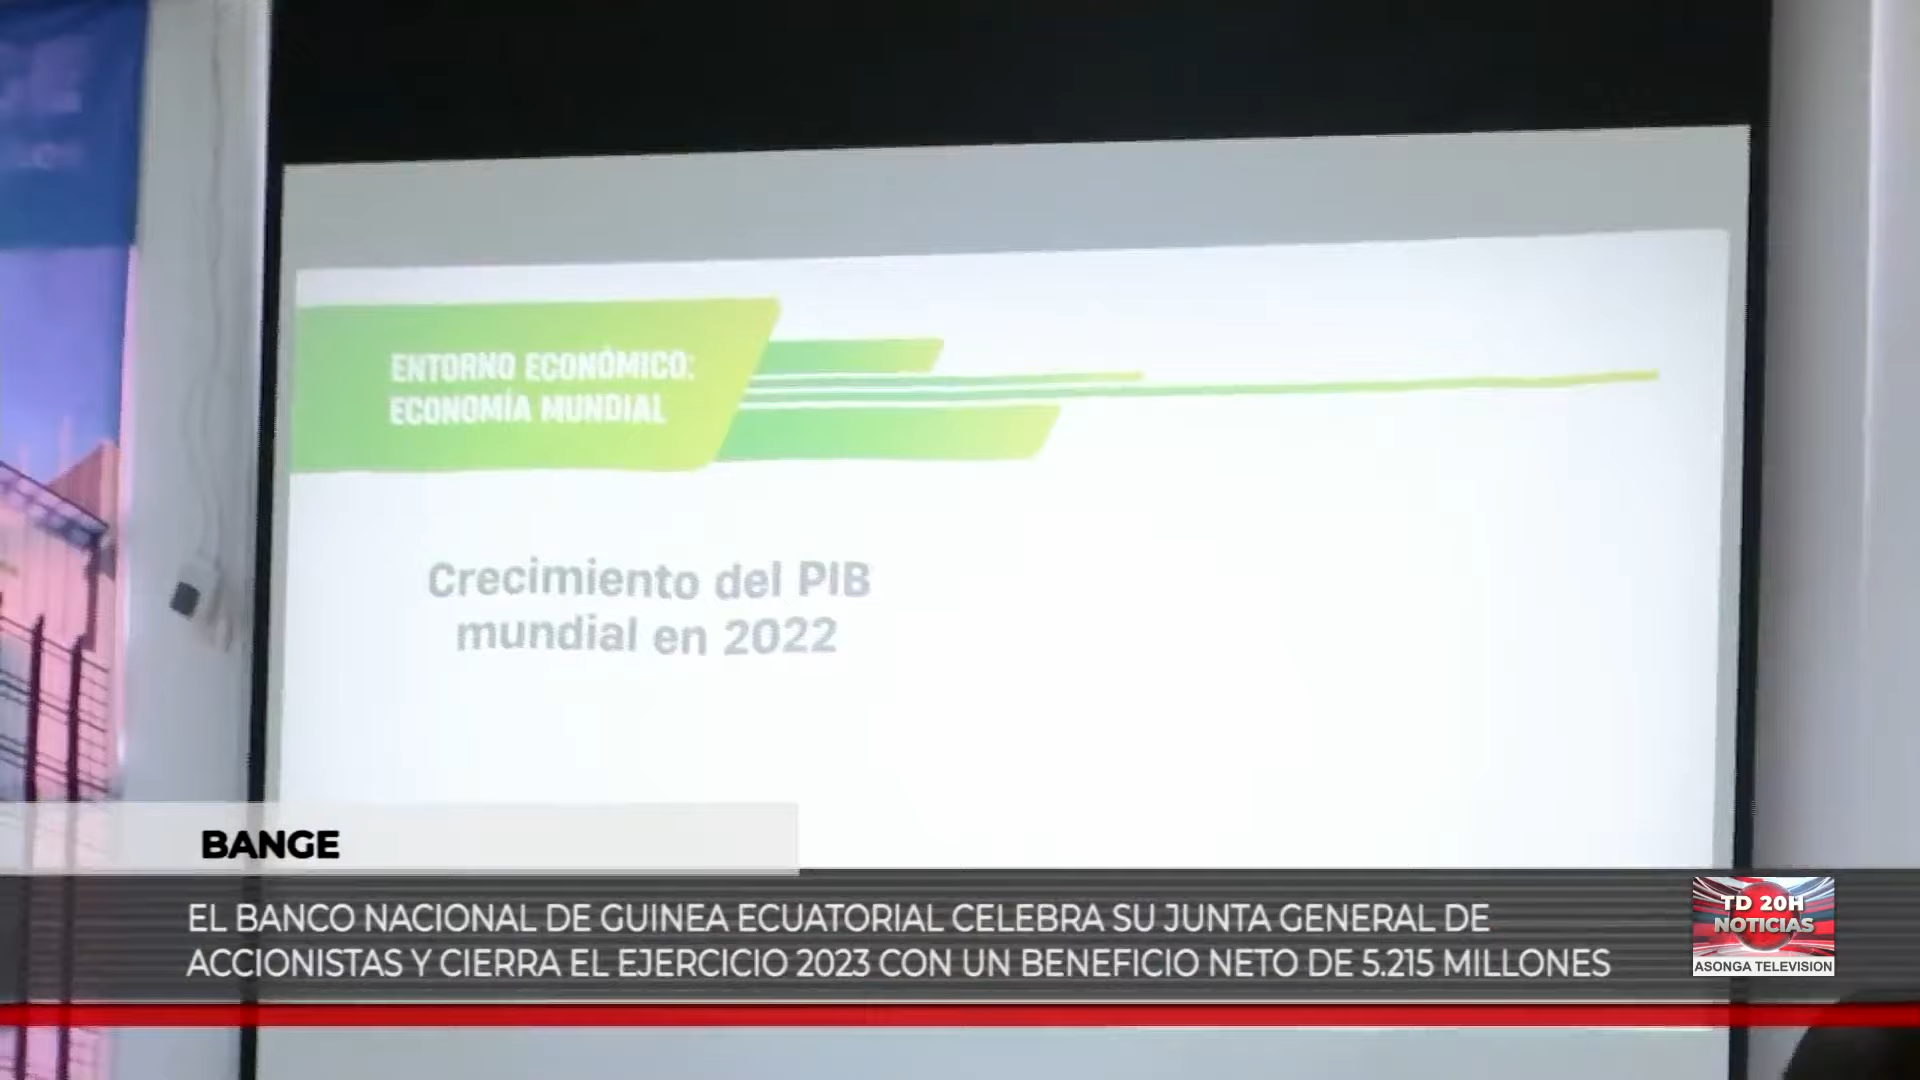 ENTORNO ECONÓMICO:
ECONOMÍA MUNDIAL
Crecimiento del PIB
mundial en 2022
BANGE
EL BANCO NACIONAL DE GUINEA ECUATORIAL CELEBRA SU JUNTA GENERAL DE
ACCIONISTAS Y CIERRA EL EJERCICIO 2023 CON UN BENEFICIO NETO DE 5.215 MILLONES
TD 20H
NOTICIAS
ASONGA TELEVISION